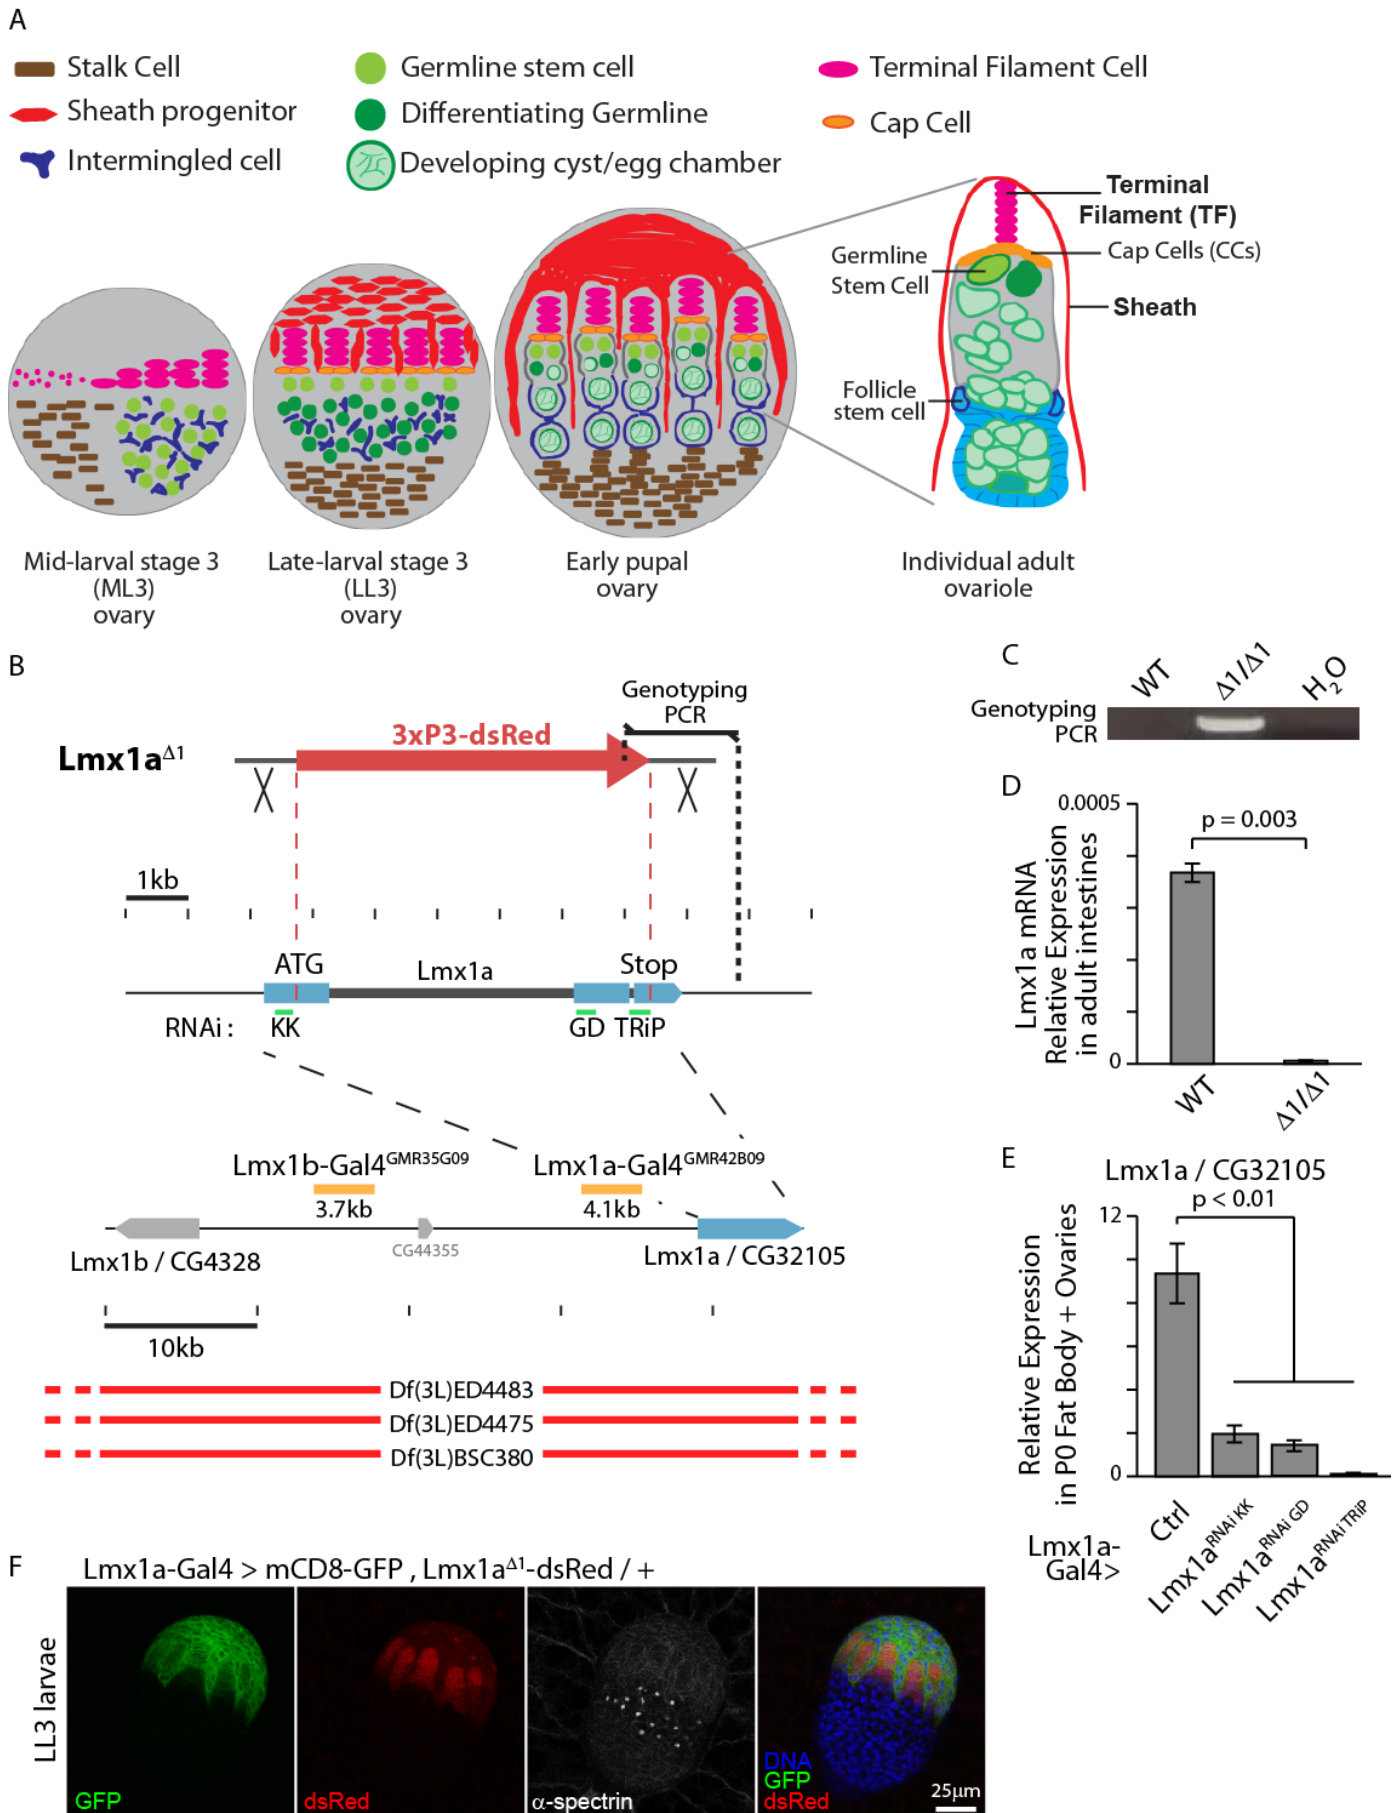 A
Stalk Cell
Germline stem cell
Terminal Filament Cell
Sheath progenitor
Differentiating Germline
Cap Cell
Intermingled cell
Developing cyst/egg chamber
Terminal
Filament (TF)
Germline
Stem Cell
Cap Cells (CCs)
Sheath
Follicle
stem cell
Mid-larval stage 3
(ML3)
ovary
Late-larval stage 3
(LL3)
ovary
Early pupal
ovary
Individual adult
ovariole
B
Genotyping
PCR
3xP3-dsRed
Lmx1aΔ1
1kb
ATG
Lmx1a
Stop
RNAi : KK GD TRiP
Lmx1b-Gal4GMR35G09
Lmx1a-Gal4GMR42B09
3.7kb
4.1kb
CG44355
Lmx1b / CG4328
Lmx1a / CG32105
10kb
Df(3L)ED4483
Df(3L)ED4475
Df(3L)BSC380
C
WT Δ1/Δ1 H2O
Genotyping
PCR
D
0.0005
p = 0.003
Lmx1a mRNA
Relative Expression
in adult intestines
0
WT Δ1/Δ1
E
Lmx1a / CG32105
p < 0.01
12
Relative Expression
in P0 Fat Body + Ovaries
0
Lmx1a-
Gal4>
Ctrl
Lmx1aRNAi KK
Lmx1aRNAi GD
Lmx1aRNAi TRiP
F
Lmx1a-Gal4 > mCD8-GFP , Lmx1aΔ1-dsRed / +
LL3 larvae
GFP
dsRed
α-spectrin
DNA
GFP
dsRed
25μm